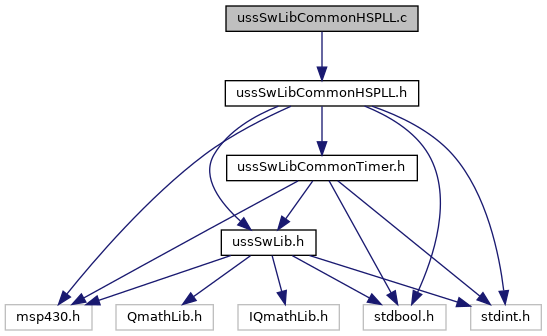 ussSwLibCommonHSPLL.c
ussSwLibCommonHSPLL.h
ussSwLibCommonTimer.h
ussSwLib.h
msp430.h
QmathLib.h
IQmathLib.h
stdbool.h
stdint.h